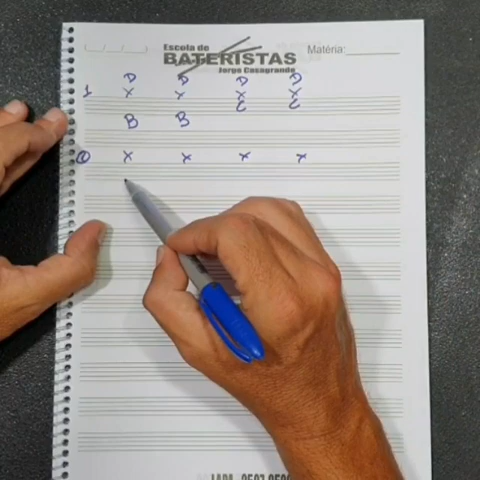 Escola de
BATERISTAS
Jorge Casagrande
Matéria:
D D D D
1 x x x x
E E
B B
2 x x x x